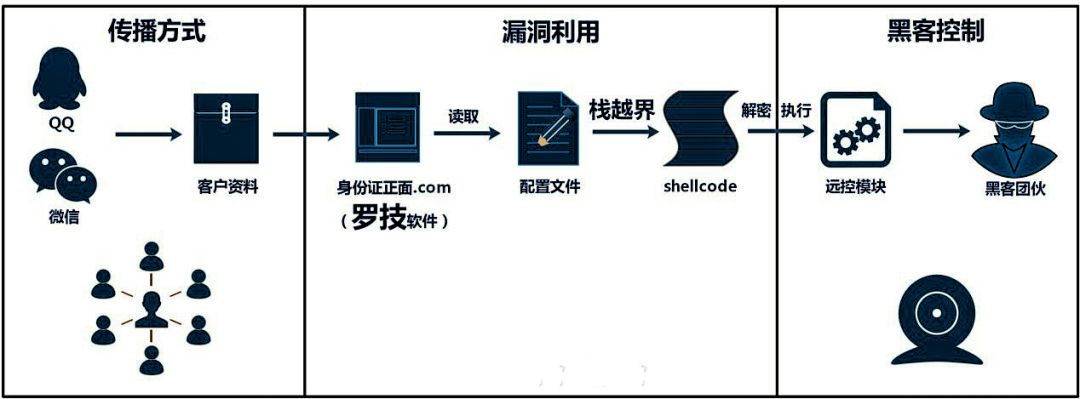 传播方式
QQ
微信
客户资料
漏洞利用
身份证正面.com
（罗技软件）
读取
配置文件
栈越界
shellcode
解密
黑客控制
执行
远控模块
黑客团伙